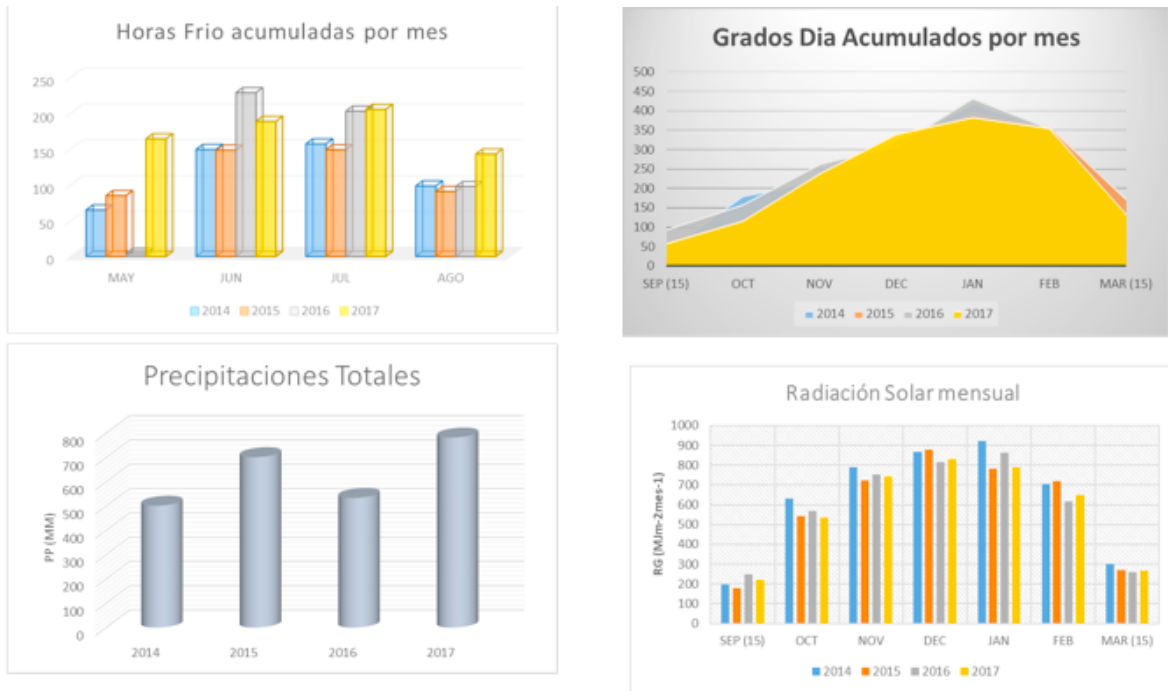 Horas Frio acumuladas por mes
250
200
150
100
50
0
MAY JUN JUL AGO
2014 2015 2016 2017
Grados Dia Acumulados por mes
500
450
400
350
300
250
200
150
100
50
0
SEP (15) OCT NOV DEC JAN FEB MAR (15)
2014 2015 2016 2017
Precipitaciones Totales
PP (MM)
800
700
600
500
400
300
200
100
0
2014 2015 2016 2017
Radiación Solar mensual
RG (MJm-2mes-1)
1000
900
800
700
600
500
400
300
200
100
0
SEP (15) OCT NOV DEC JAN FEB MAR (15)
2014 2015 2016 2017